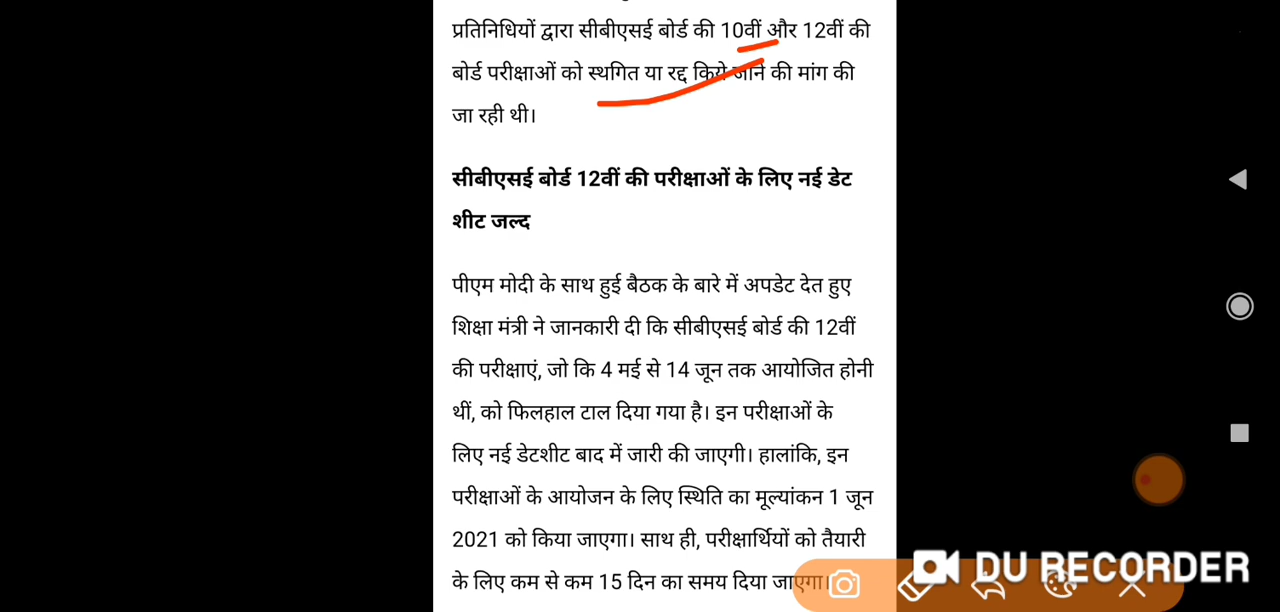 प्रतिनिधियों द्वारा सीबीएसई बोर्ड की 10वीं और 12वीं की
बोर्ड परीक्षाओं को स्थगित या रद्द किये जाने की मांग की
जा रही थी।
सीबीएसई बोर्ड 12वीं की परीक्षाओं के लिए नई डेट
शीट जल्द
पीएम मोदी के साथ हुई बैठक के बारे में अपडेट देत हुए
शिक्षा मंत्री ने जानकारी दी कि सीबीएसई बोर्ड की 12वीं
की परीक्षाएं, जो कि 4 मई से 14 जून तक आयोजित होनी
थीं, को फिलहाल टाल दिया गया है। इन परीक्षाओं के
लिए नई डेटशीट बाद में जारी की जाएगी। हालांकि, इन
परीक्षाओं के आयोजन के लिए स्थिति का मूल्यांकन 1 जून
2021 को किया जाएगा। साथ ही, परीक्षार्थियों को तैयारी
के लिए कम से कम 15 दिन का समय दिया जाएगा।
DU RECORDER